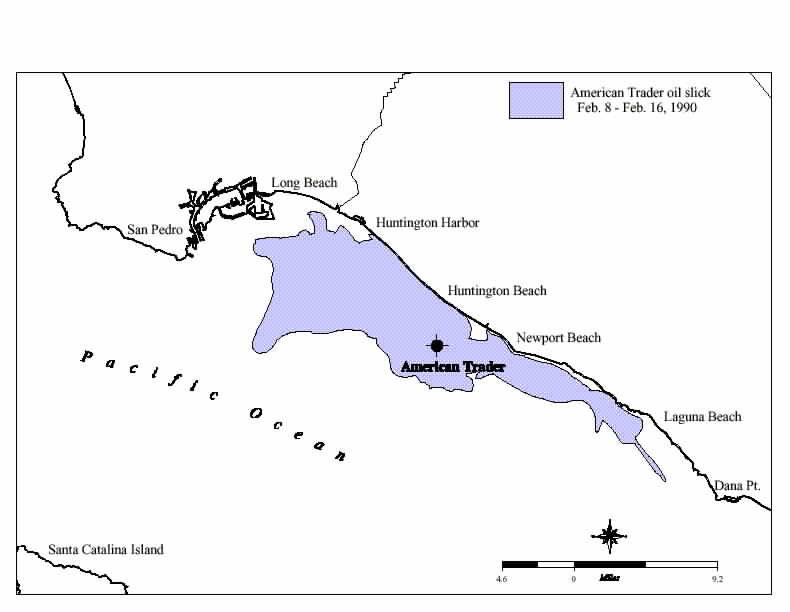 American Trader oil slick
Feb. 8 - Feb. 16, 1990
Long Beach
San Pedro
Huntington Harbor
Huntington Beach
Newport Beach
American Trader
Pacific Ocean
Laguna Beach
Dana Pt.
Santa Catalina Island
4.6 0 Miles 9.2